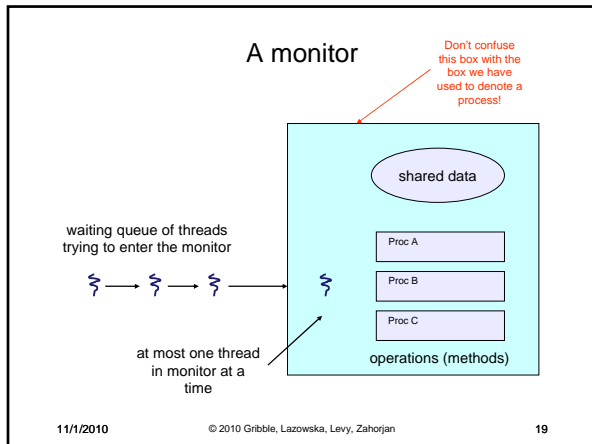 A monitor
Don't confuse
this box with the
box we have
used to denote a
process!
shared data
waiting queue of threads
trying to enter the monitor
Proc A
Proc B
Proc C
at most one thread
in monitor at a
time
operations (methods)
11/1/2010
© 2010 Gribble, Lazowska, Levy, Zahorjan
19